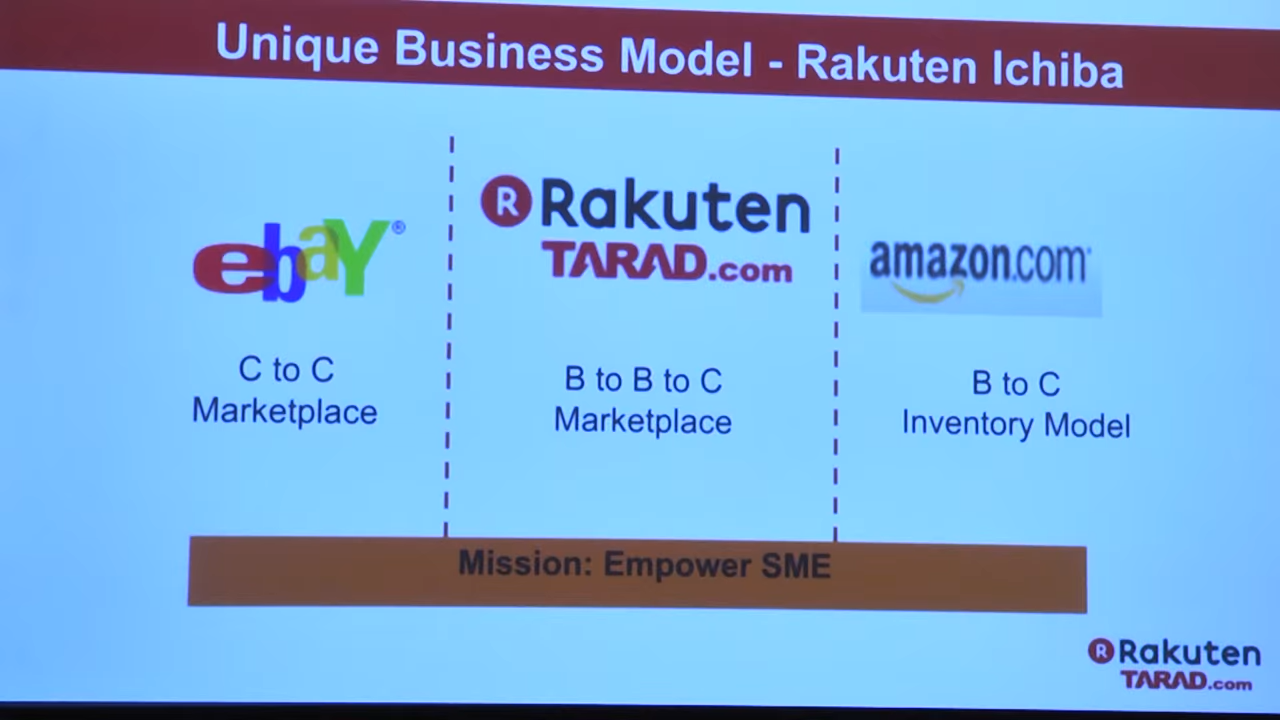 Unique Business Model - Rakuten Ichiba
ebaY®
C to C
Marketplace
R Rakuten
TARAD.com
B to B to C
Marketplace
amazon.com
B to C
Inventory Model
Mission: Empower SME
R Rakuten
TARAD.com